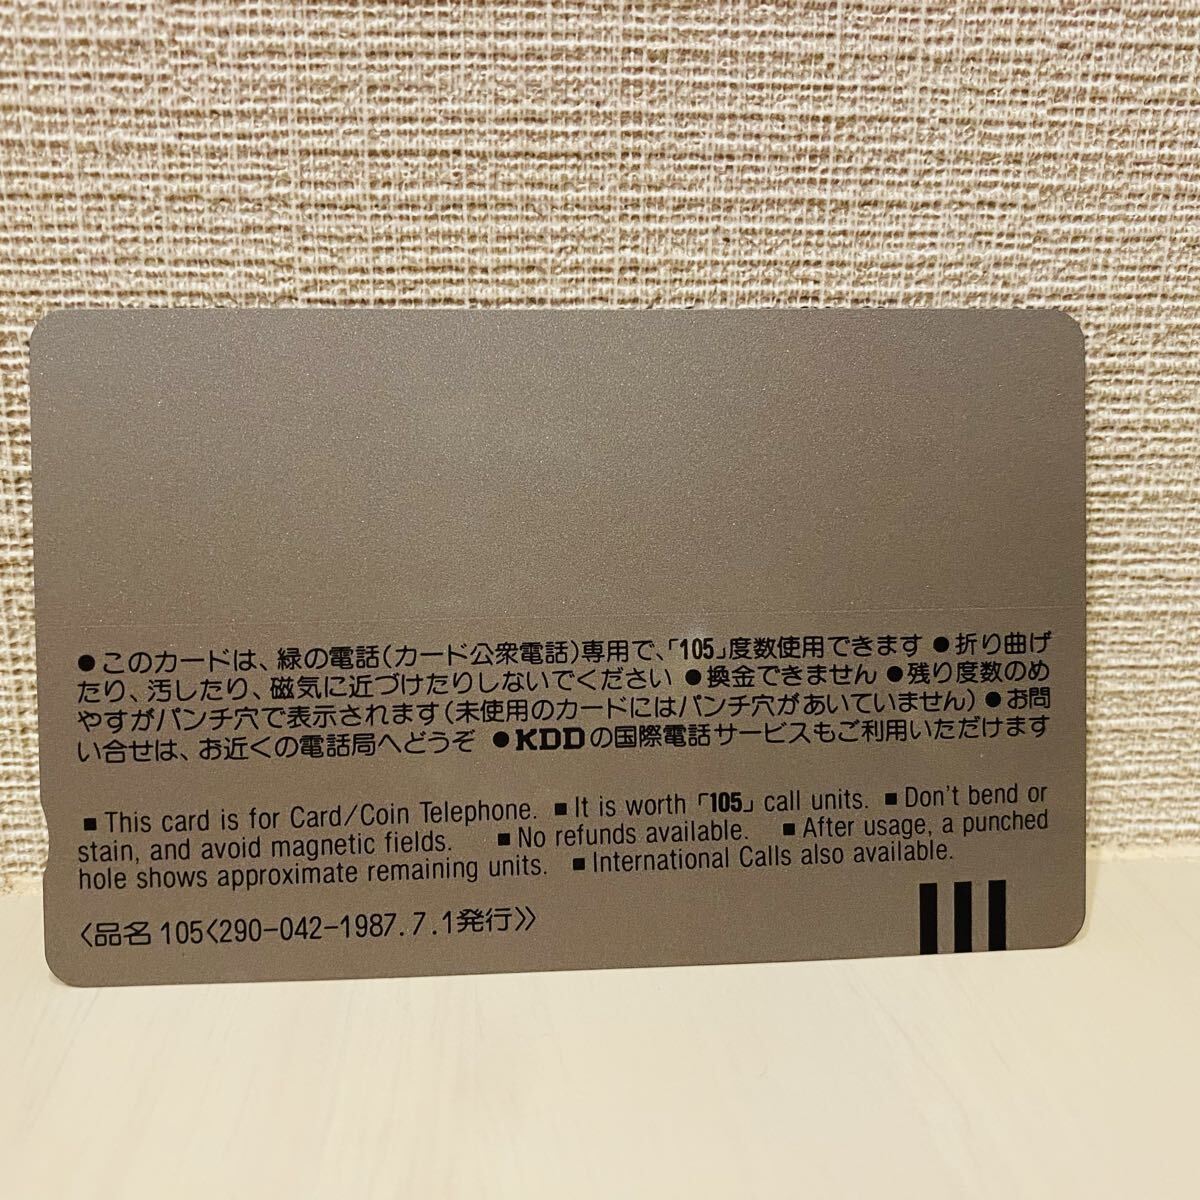 ●このカードは、緑の電話(カード公衆電話)専用で、「105」度数使用できます ●折り曲げ
たり、汚したり、磁気に近づけたりしないでください ●換金できません ●残り度数のめ
やすがパンチ穴で表示されます(未使用のカードにはパンチ穴があいていません) ●お問
い合せは、お近くの電話局へどうぞ ●KDDの国際電話サービスもご利用いただけます
■ This card is for Card/Coin Telephone. ■ It is worth 「105」 call units. ■ Don't bend or
stain, and avoid magnetic fields. ■ No refunds available. ■ After usage, a punched
hole shows approximate remaining units. ■ International Calls also available.
〈品名 105〈290-042-1987.7.1発行〉〉